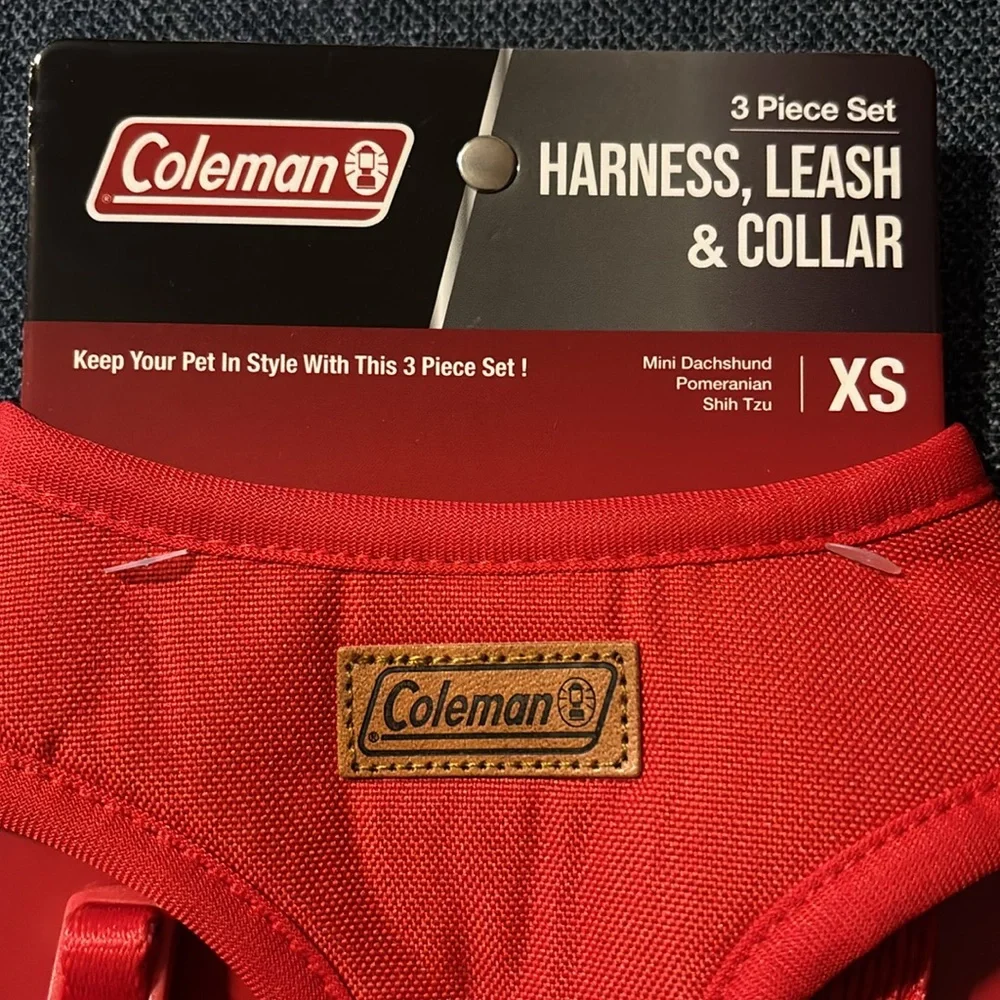 Coleman
®
3 Piece Set
HARNESS, LEASH
& COLLAR
Keep Your Pet In Style With This 3 Piece Set !
Mini Dachshund
Pomeranian
Shih Tzu
XS
Coleman
®